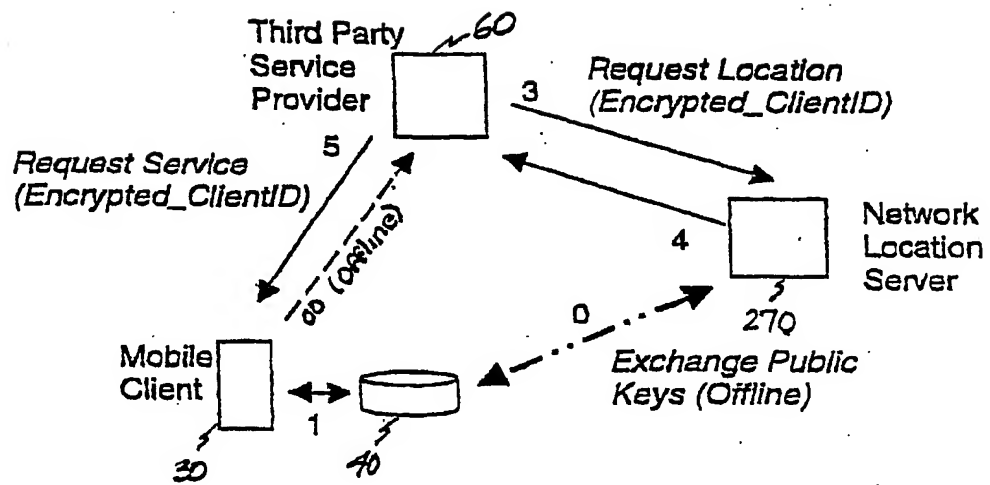 Third Party
Service
Provider
60
Request Location
(Encrypted_ClientID)
3
5
Request Service
(Encrypted_ClientID)
00 (Offline)
4
Network
Location
Server
270
0
Exchange Public
Keys (Offline)
Mobile
Client
1
30
40